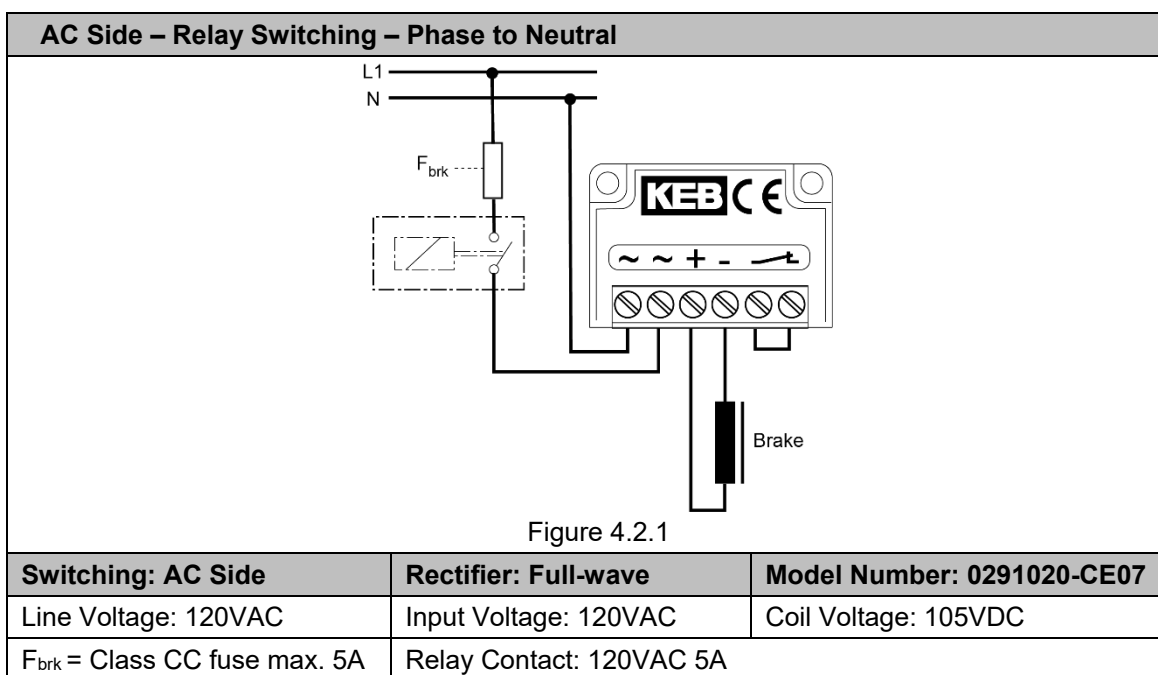 AC Side – Relay Switching – Phase to Neutral
L1
N
Fbrk
KEB CE
~ ~ + -
Brake
Figure 4.2.1
Switching: AC Side
Rectifier: Full-wave
Model Number: 0291020-CE07
Line Voltage: 120VAC
Input Voltage: 120VAC
Coil Voltage: 105VDC
Fbrk = Class CC fuse max. 5A
Relay Contact: 120VAC 5A